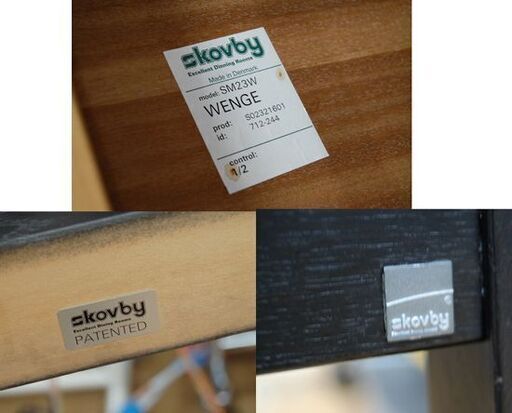 skovby
Excellent Dinning Rooms
Made in Denmark
model: SM23W
WENGE
prod: S02321601
id: 712-244
control:
1/2
skovby
Excellent Dining Rooms
PATENTED
skovby